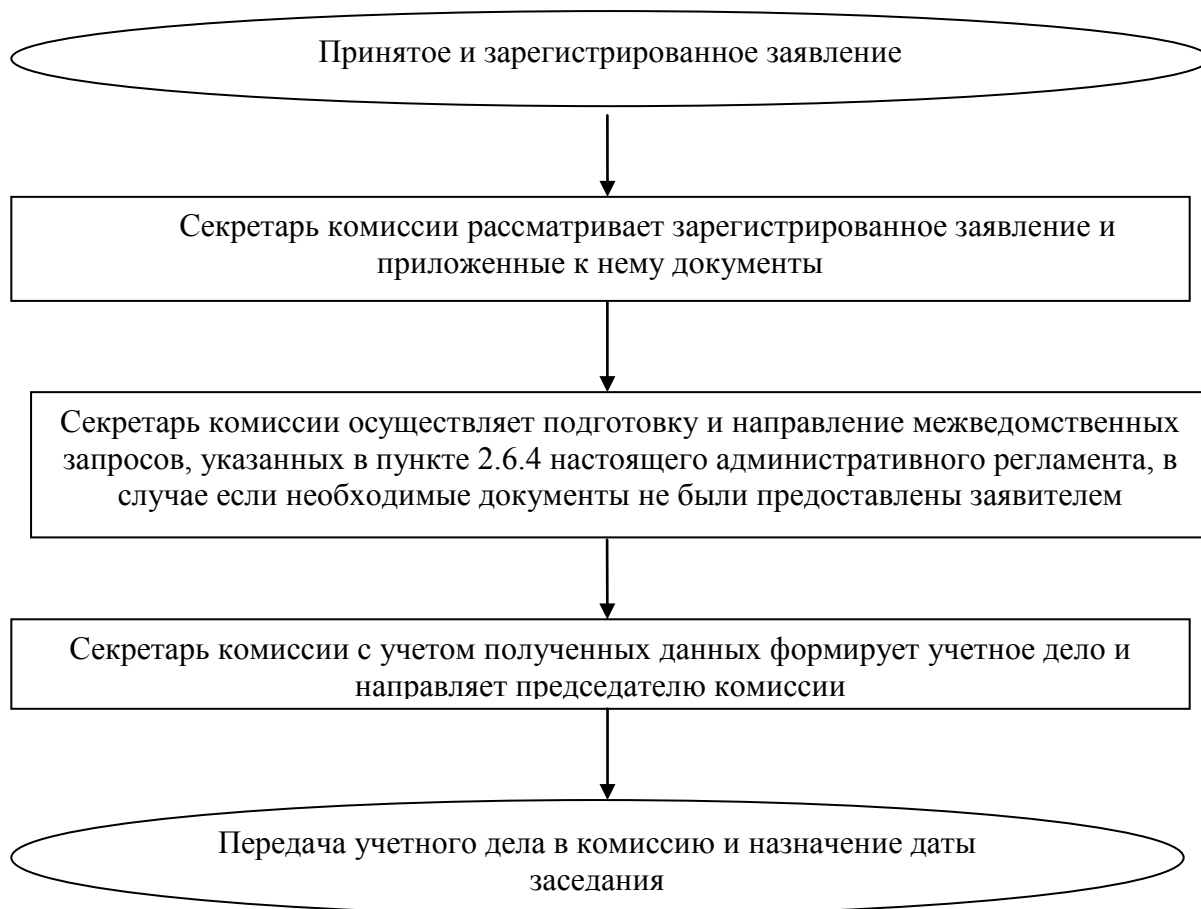 Принятое и зарегистрированное заявление
Секретарь комиссии рассматривает зарегистрированное заявление и
приложенные к нему документы
Секретарь комиссии осуществляет подготовку и направление межведомственных
запросов, указанных в пункте 2.6.4 настоящего административного регламента, в
случае если необходимые документы не были предоставлены заявителем
Секретарь комиссии с учетом полученных данных формирует учетное дело и
направляет председателю комиссии
Передача учетного дела в комиссию и назначение даты
заседания